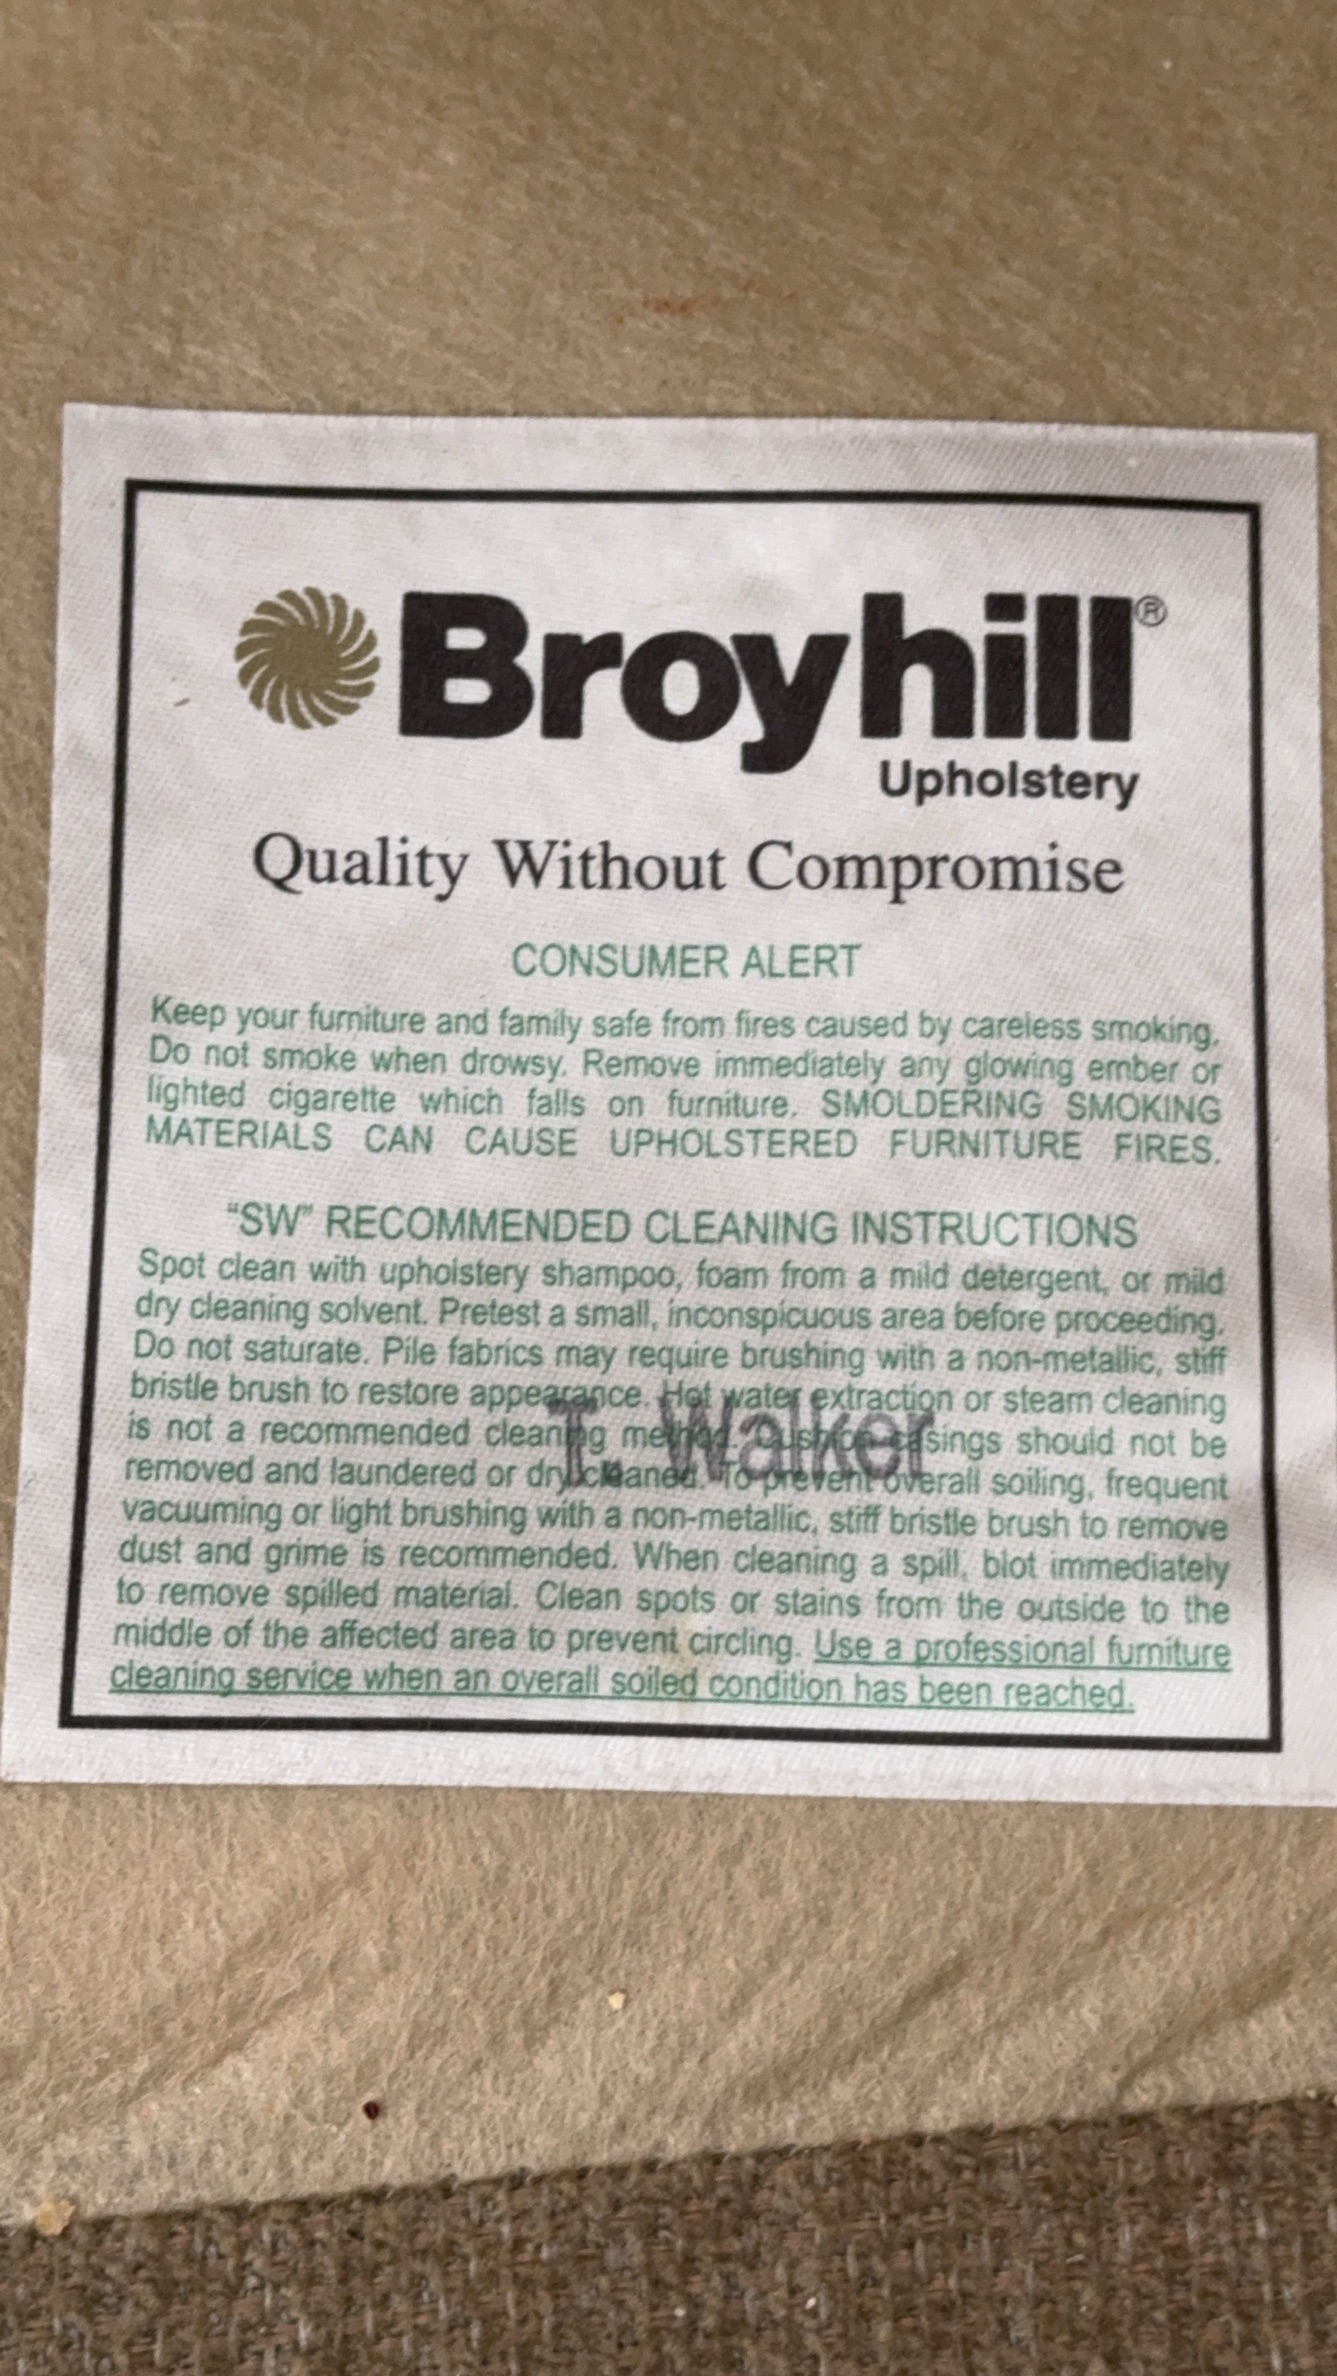 Broyhill®
Upholstery
Quality Without Compromise
CONSUMER ALERT
Keep your furniture and family safe from fires caused by careless smoking.
Do not smoke when drowsy. Remove immediately any glowing ember or
lighted cigarette which falls on furniture. SMOLDERING SMOKING
MATERIALS CAN CAUSE UPHOLSTERED FURNITURE FIRES.
“SW” RECOMMENDED CLEANING INSTRUCTIONS
Spot clean with upholstery shampoo, foam from a mild detergent, or mild
dry cleaning solvent. Pretest a small, inconspicuous area before proceeding.
Do not saturate. Pile fabrics may require brushing with a non-metallic, stiff
bristle brush to restore appearance. Hot water extraction or steam cleaning
is not a recommended cleaning method. Cushion casings should not be
T. Walker
removed and laundered or dry cleaned. To prevent overall soiling, frequent
vacuuming or light brushing with a non-metallic, stiff bristle brush to remove
dust and grime is recommended. When cleaning a spill, blot immediately
to remove spilled material. Clean spots or stains from the outside to the
middle of the affected area to prevent circling. Use a professional furniture
cleaning service when an overall soiled condition has been reached.